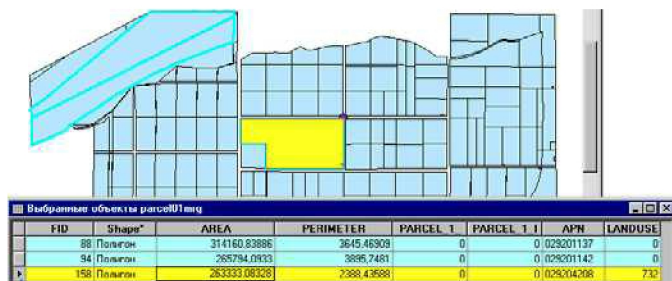 Выбранные объекты parcel01mrg
FID Shape* AREA PERIMETER PARCEL_1_ PARCEL_1_I APN LANDUSE
88 Полигон 314160,83886 3645,46909 0 0 029201137 0
94 Полигон 265794,0933 3895,7481 0 0 029201142 0
158 Полигон 263333,08328 2388,43588 0 0 029204208 732